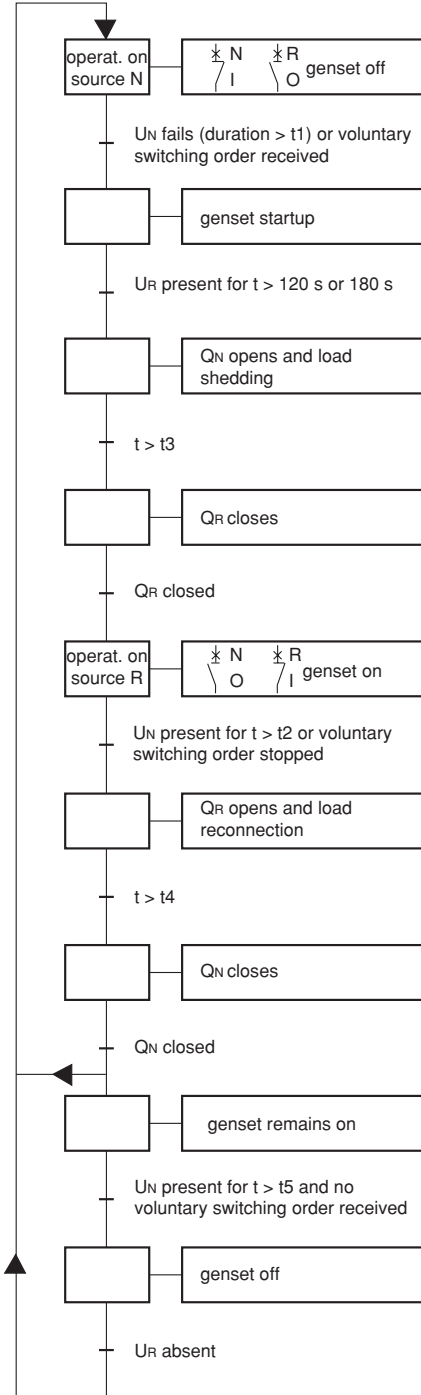 operat. on
source N
N R
I O
genset off
UN fails (duration > t1) or voluntary
switching order received
genset startup
UR present for t > 120 s or 180 s
QN opens and load
shedding
t > t3
QR closes
QR closed
operat. on
source R
N R
O I
genset on
UN present for t > t2 or voluntary
switching order stopped
QR opens and load
reconnection
t > t4
QN closes
QN closed
genset remains on
UN present for t > t5 and no
voluntary switching order received
genset off
UR absent